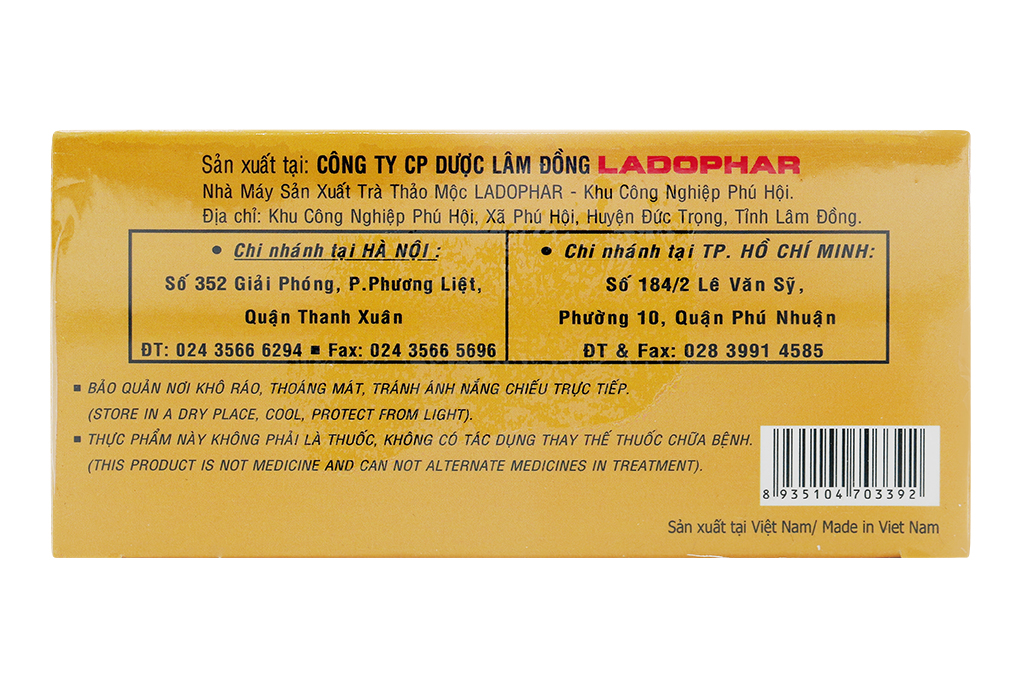 Sản xuất tại: CÔNG TY CP DƯỢC LÂM ĐỒNG LADOPHAR
Nhà Máy Sản Xuất Trà Thảo Mộc LADOPHAR - Khu Công Nghiệp Phú Hội.
Địa chỉ: Khu Công Nghiệp Phú Hội, Xã Phú Hội, Huyện Đức Trọng, Tỉnh Lâm Đồng.
• Chi nhánh tại HÀ NỘI :
Số 352 Giải Phóng, P.Phương Liệt,
Quận Thanh Xuân
ĐT: 024 3566 6294 ■ Fax: 024 3566 5696
• Chi nhánh tại TP. HỒ CHÍ MINH:
Số 184/2 Lê Văn Sỹ,
Phường 10, Quận Phú Nhuận
ĐT & Fax: 028 3991 4585
■ BẢO QUẢN NƠI KHÔ RÁO, THOÁNG MÁT, TRÁNH ÁNH NẮNG CHIẾU TRỰC TIẾP.
(STORE IN A DRY PLACE, COOL, PROTECT FROM LIGHT).
■ THỰC PHẨM NÀY KHÔNG PHẢI LÀ THUỐC, KHÔNG CÓ TÁC DỤNG THAY THẾ THUỐC CHỮA BỆNH.
(THIS PRODUCT IS NOT MEDICINE AND CAN NOT ALTERNATE MEDICINES IN TREATMENT).
8 935104 703392
Sản xuất tại Việt Nam/ Made in Viet Nam